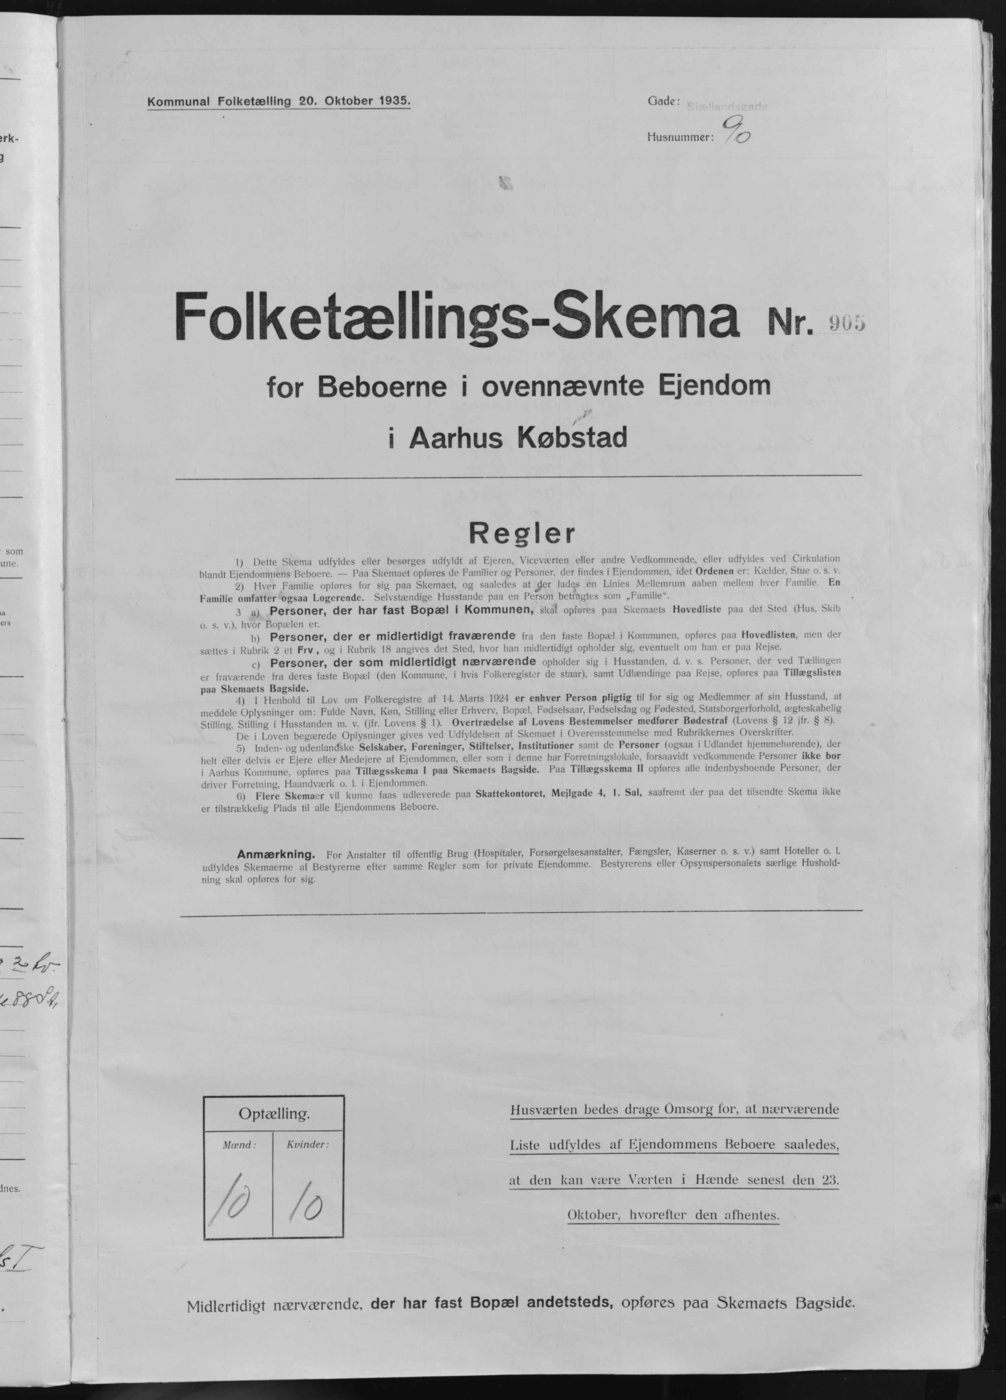 Kommunal Folketælling 20. Oktober 1935.
Gade: Sjællandsgade
Husnummer: 90
Folketællings-Skema Nr. 905
for Beboerne i ovennævnte Ejendom
i Aarhus Købstad
Regler
1) Dette Skema udfyldes eller besørges udfyldt af Ejeren, Viceværten eller andre Vedkommende, eller udfyldes ved Cirkulation
blandt Ejendommens Beboere. — Paa Skemaet opføres de Familier og Personer, der findes i Ejendommen, idet Ordenen er: Kælder, Stue o. s. v.
2) Hver Familie opføres for sig paa Skemaet, og saaledes at der lades en Linies Mellemrum aaben mellem hver Familie. En
Familie omfatter ogsaa Logerende. Selvstændige Husstande paa en Person betragtes som „Familie“.
3 a) Personer, der har fast Bopæl i Kommunen, skal opføres paa Skemaets Hovedliste paa det Sted (Hus, Skib
o. s. v.), hvor Bopælen er.
b) Personer, der er midlertidigt fraværende fra den faste Bopæl i Kommunen, opføres paa Hovedlisten, men der
sættes i Rubrik 2 et Frv., og i Rubrik 18 angives det Sted, hvor han midlertidigt opholder sig, eventuelt om han er paa Rejse.
c) Personer, der som midlertidigt nærværende opholder sig i Husstanden, d. v. s. Personer, der ved Tællingen
er fraværende fra deres faste Bopæl (den Kommune, i hvis Folkeregister de staar), samt Udlændinge paa Rejse, opføres paa Tillægslisten
paa Skemaets Bagside.
4) I Henhold til Lov om Folkeregistre af 14. Marts 1924 er enhver Person pligtig til for sig og Medlemmer af sin Husstand, at
meddele Oplysninger om: Fulde Navn, Køn, Stilling eller Erhverv, Bopæl, Fødselsaar, Fødselsdag og Fødested, Statsborgerforhold, ægteskabelig
Stilling, Stilling i Husstanden m. v. (jfr. Lovens § 1). Overtrædelse af Lovens Bestemmelser medfører Bødestraf (Lovens § 12 jfr. § 8).
De i Loven begærede Oplysninger gives ved Udfyldelsen af Skemaet i Overensstemmelse med Rubrikkernes Overskrifter.
5) Inden- og udenlandske Selskaber, Foreninger, Stiftelser, Institutioner samt de Personer (ogsaa i Udlandet hjemmehørende), der
helt eller delvis er Ejere eller Medejere af Ejendommen, eller som i denne har Forretningslokale, forsaavidt vedkommende Personer ikke bor
i Aarhus Kommune, opføres paa Tillægsskema I paa Skemaets Bagside. Paa Tillægsskema II opføres alle indenbysboende Personer, der
driver Forretning, Haandværk o. l. i Ejendommen.
6) Flere Skemaer vil kunne faas udleverede paa Skattekontoret, Mejlgade 4, 1. Sal, saafremt der paa det tilsendte Skema ikke
er tilstrækkelig Plads til alle Ejendommens Beboere.
Anmærkning. For Anstalter til offentlig Brug (Hospitaler, Forsørgelsesanstalter, Fængsler, Kaserner o. s. v.) samt Hoteller o. l.
udfyldes Skemaerne af Bestyrerne efter samme Regler som for private Ejendomme. Bestyrerens eller Opsynspersonalets særlige Hushold-
ning skal opføres for sig.
Optælling.
Mænd: Kvinder:
10 10
Husværten bedes drage Omsorg for, at nærværende
Liste udfyldes af Ejendommens Beboere saaledes,
at den kan være Værten i Hænde senest den 23.
Oktober, hvorefter den afhentes.
Midlertidigt nærværende, der har fast Bopæl andetsteds, opføres paa Skemaets Bagside.